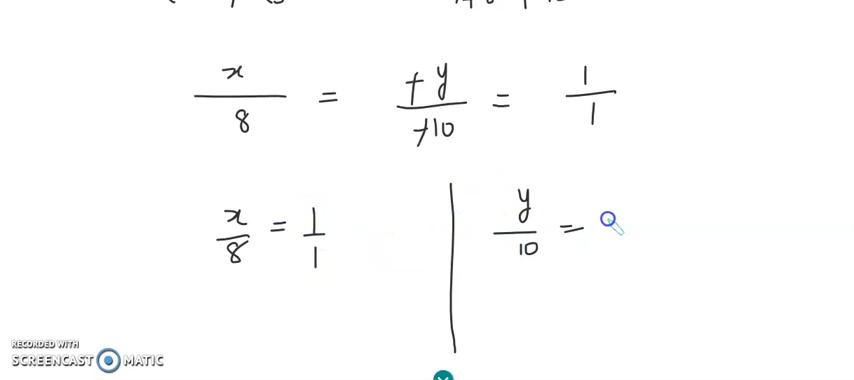 x/8 = +y/+10 = 1/1
x/8 = 1/1 | y/10 =
RECORDED WITH
SCREENCAST MATIC